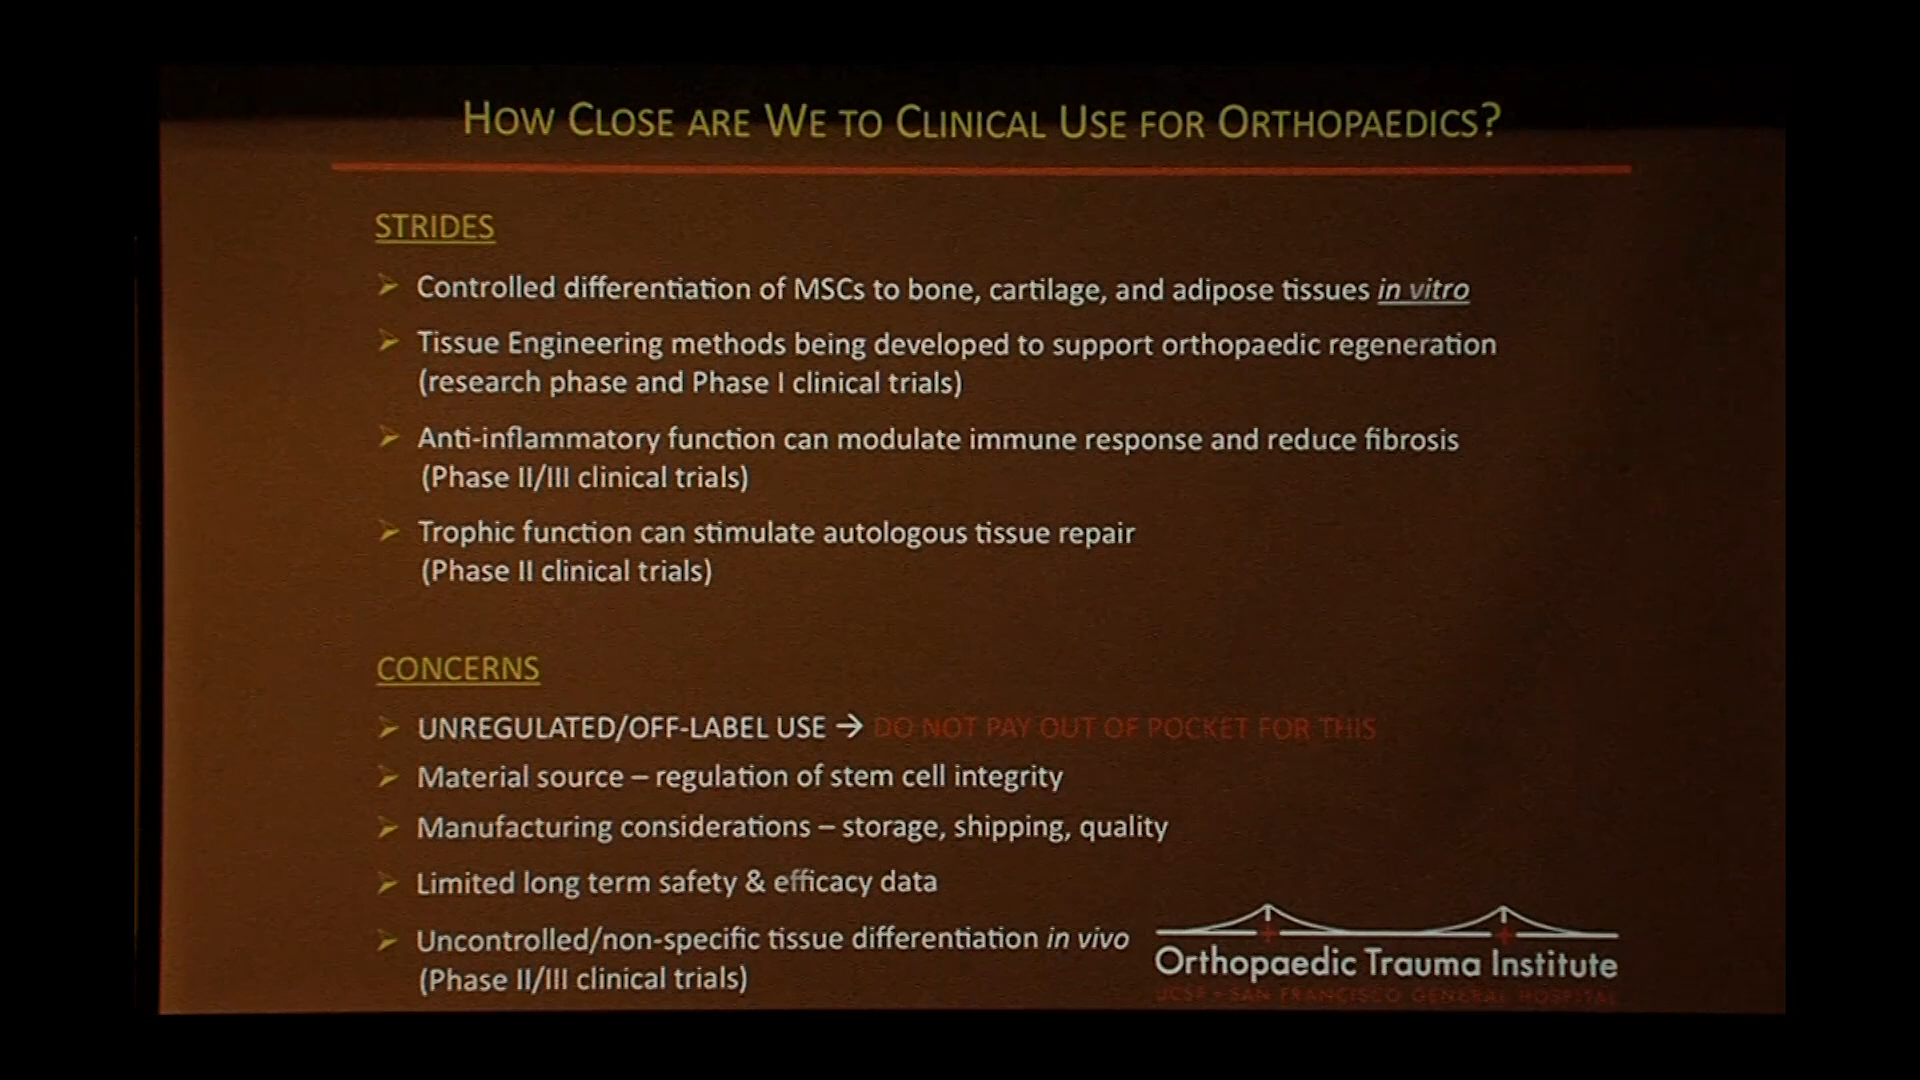 HOW CLOSE ARE WE TO CLINICAL USE FOR ORTHOPAEDICS?
STRIDES
Controlled differentiation of MSCs to bone, cartilage, and adipose tissues in vitro
Tissue Engineering methods being developed to support orthopaedic regeneration
(research phase and Phase I clinical trials)
Anti-inflammatory function can modulate immune response and reduce fibrosis
(Phase II/III clinical trials)
Trophic function can stimulate autologous tissue repair
(Phase II clinical trials)
CONCERNS
UNREGULATED/OFF-LABEL USE → DO NOT PAY OUT OF POCKET FOR THIS
Material source – regulation of stem cell integrity
Manufacturing considerations – storage, shipping, quality
Limited long term safety & efficacy data
Uncontrolled/non-specific tissue differentiation in vivo
(Phase II/III clinical trials)
Orthopaedic Trauma Institute
UCSF + SAN FRANCISCO GENERAL HOSPITAL